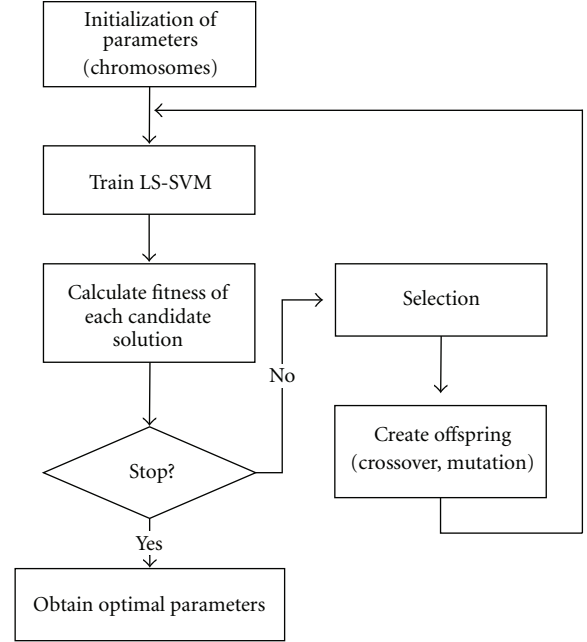 Initialization of
parameters
(chromosomes)
Train LS-SVM
Calculate fitness of
each candidate
solution
Selection
No
Create offspring
(crossover, mutation)
Stop?
Yes
Obtain optimal parameters